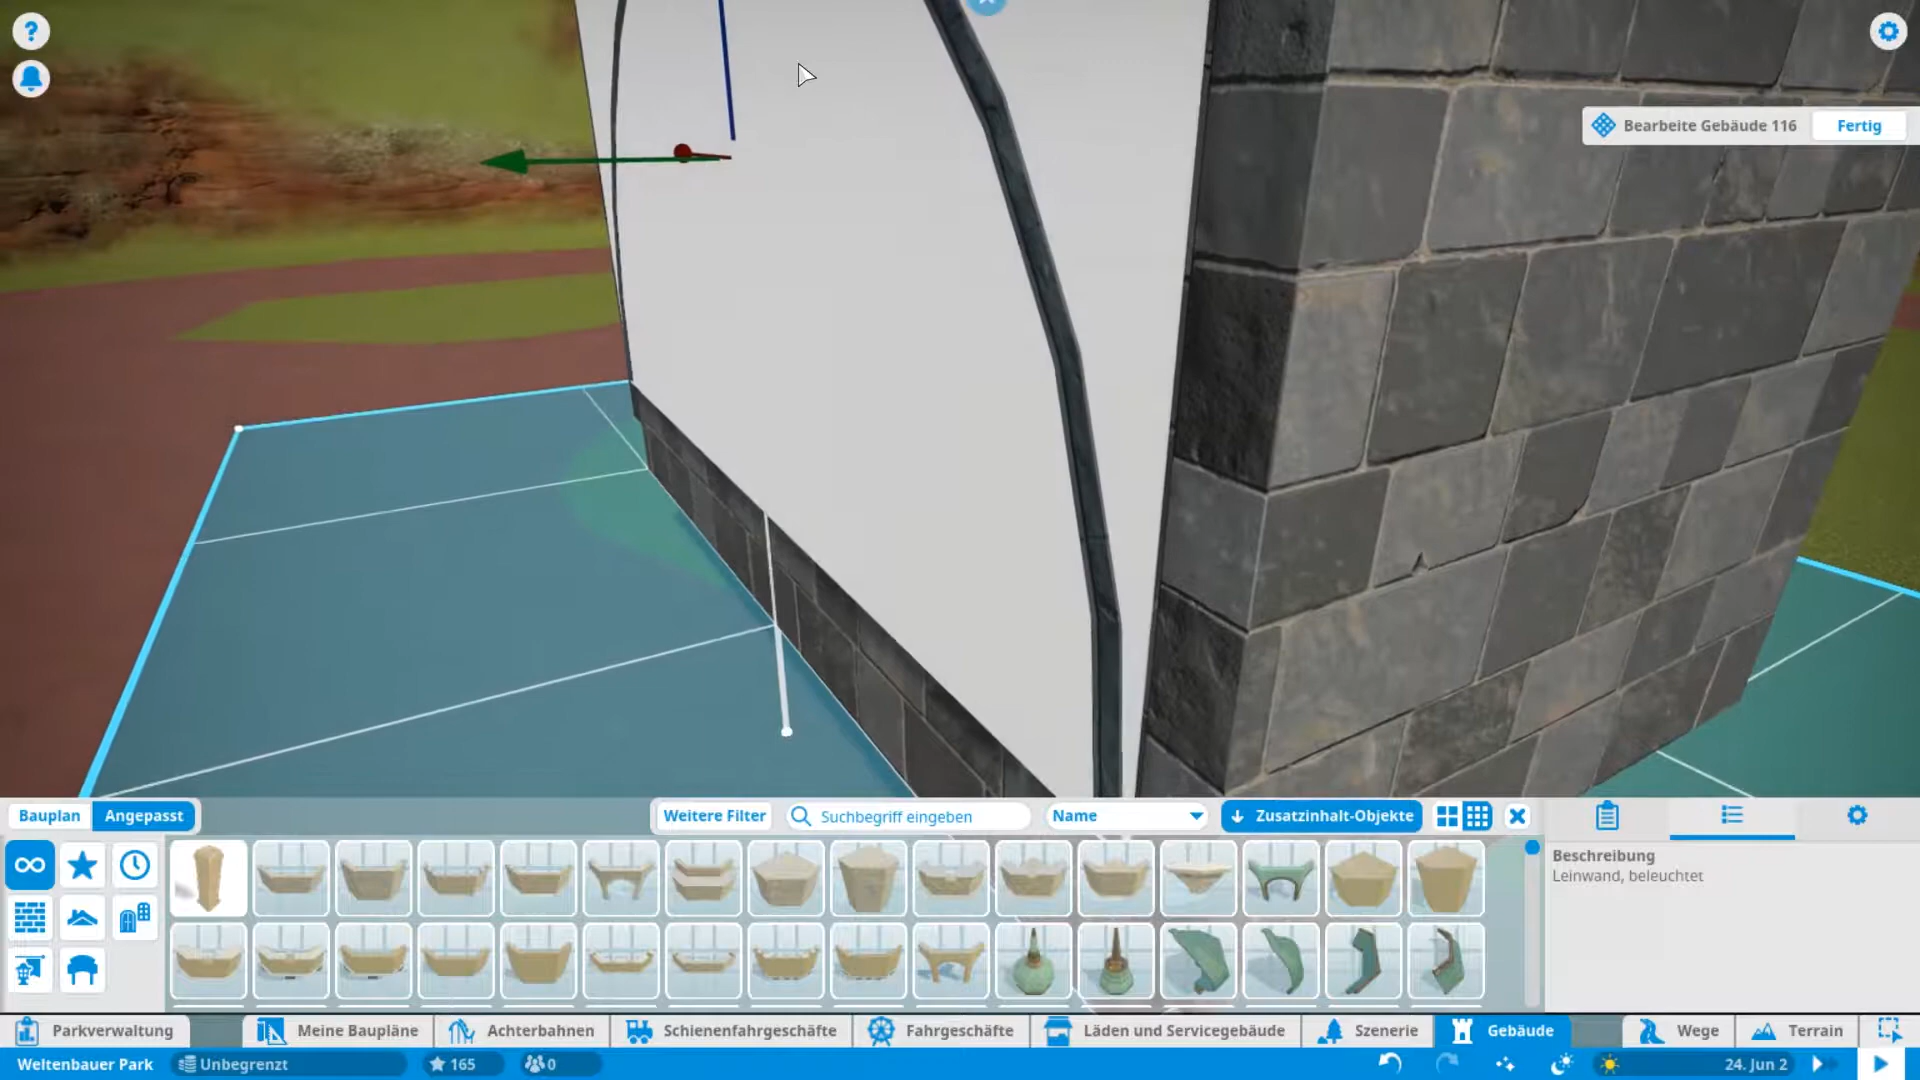 ?
Bearbeite Gebäude 116
Fertig
Bauplan
Angepasst
Weitere Filter
Suchbegriff eingeben
Name
Zusatzinhalt-Objekte
Beschreibung
Leinwand, beleuchtet
Parkverwaltung
Meine Baupläne
Achterbahnen
Schienenfahrgeschäfte
Fahrgeschäfte
Läden und Servicegebäude
Szenerie
Gebäude
Wege
Terrain
Weltenbauer Park
Unbegrenzt
165
0
24. Jun 2